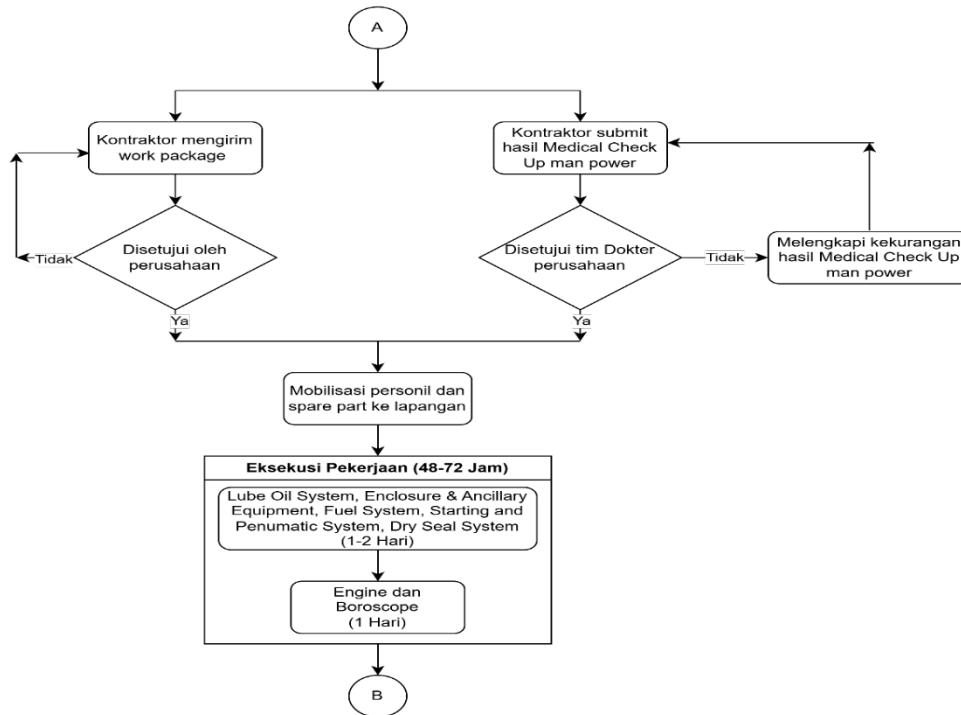 A
Kontraktor mengirim
work package
Kontraktor submit
hasil Medical Check
Up man power
Disetujui oleh
perusahaan
Tidak
Disetujui tim Dokter
perusahaan
Tidak
Melengkapi kekurangan
hasil Medical Check Up
man power
Ya
Ya
Mobilisasi personil dan
spare part ke lapangan
Eksekusi Pekerjaan (48-72 Jam)
Lube Oil System, Enclosure & Ancillary
Equipment, Fuel System, Starting and
Penumatic System, Dry Seal System
(1-2 Hari)
Engine dan
Boroscope
(1 Hari)
B